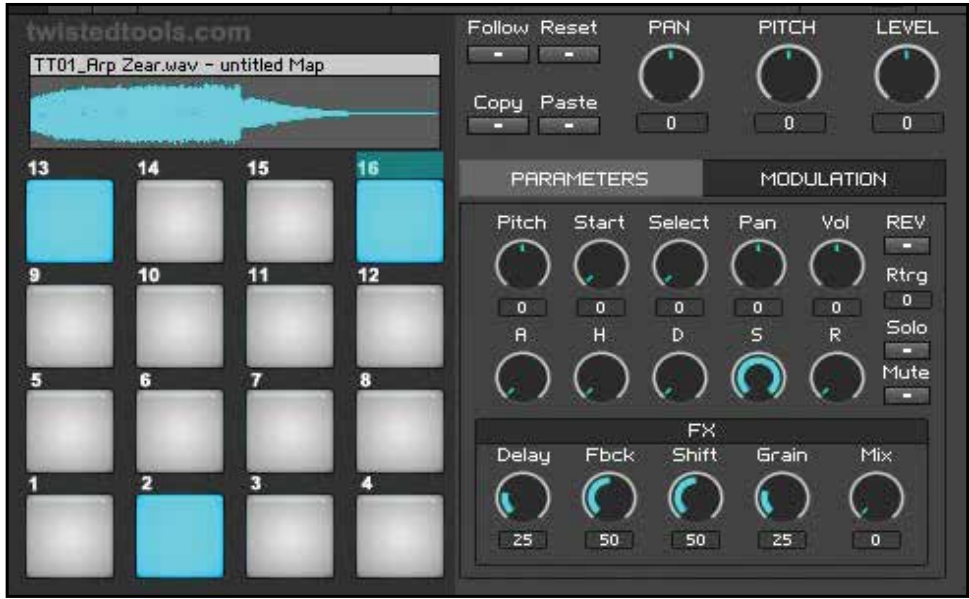 twistedtools.com
TT01_Arp Zear.wav - untitled Map
13 14 15 16
9 10 11 12
5 6 7 8
1 2 3 4
Follow Reset
Copy Paste
PAN PITCH LEVEL
0 0 0
PARAMETERS MODULATION
Pitch Start Select Pan Vol REV
0 0 0 0 0
Rtrg
0
A H D S R
Solo
Mute
FX
Delay Fbck Shift Grain Mix
25 50 50 25 0